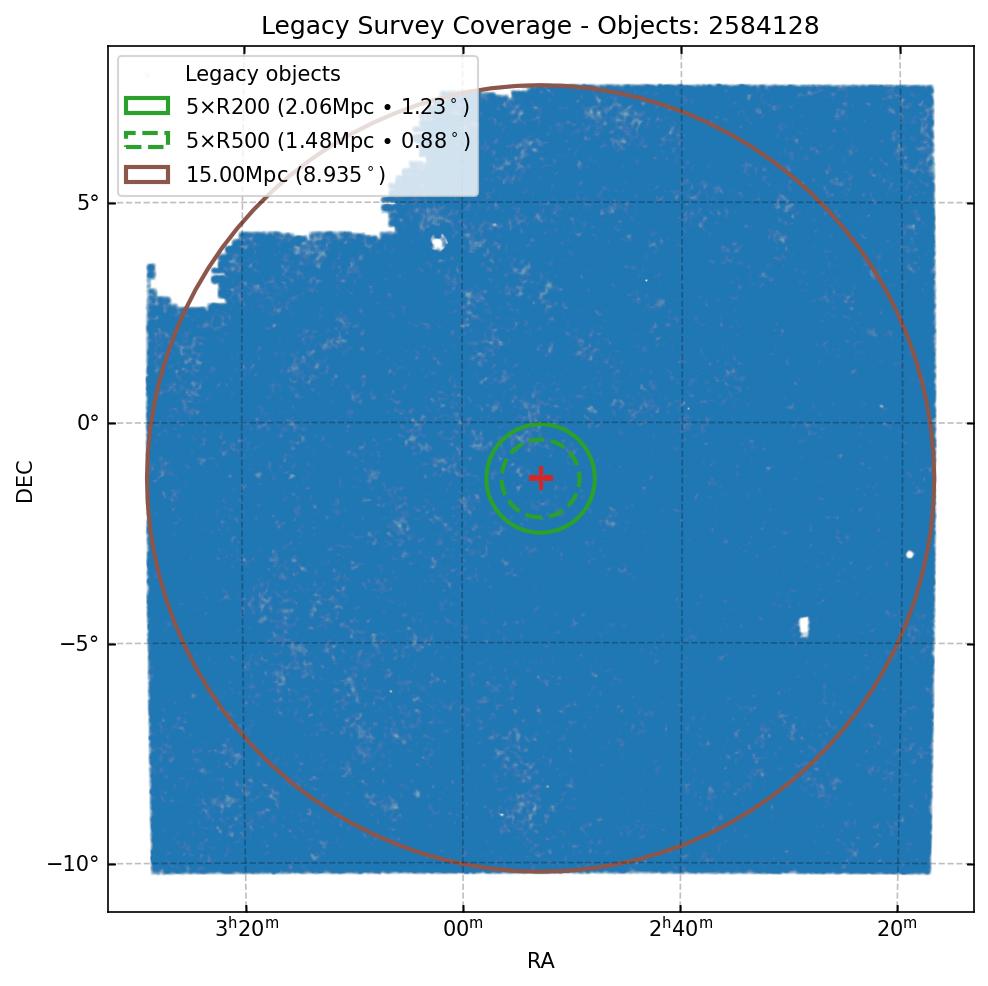 Legacy Survey Coverage - Objects: 2584128
Legacy objects
5×R200 (2.06Mpc • 1.23°)
5×R500 (1.48Mpc • 0.88°)
15.00Mpc (8.935°)
5°
0°
−5°
−10°
DEC
3ʰ20ᵐ 00ᵐ 2ʰ40ᵐ 20ᵐ
RA